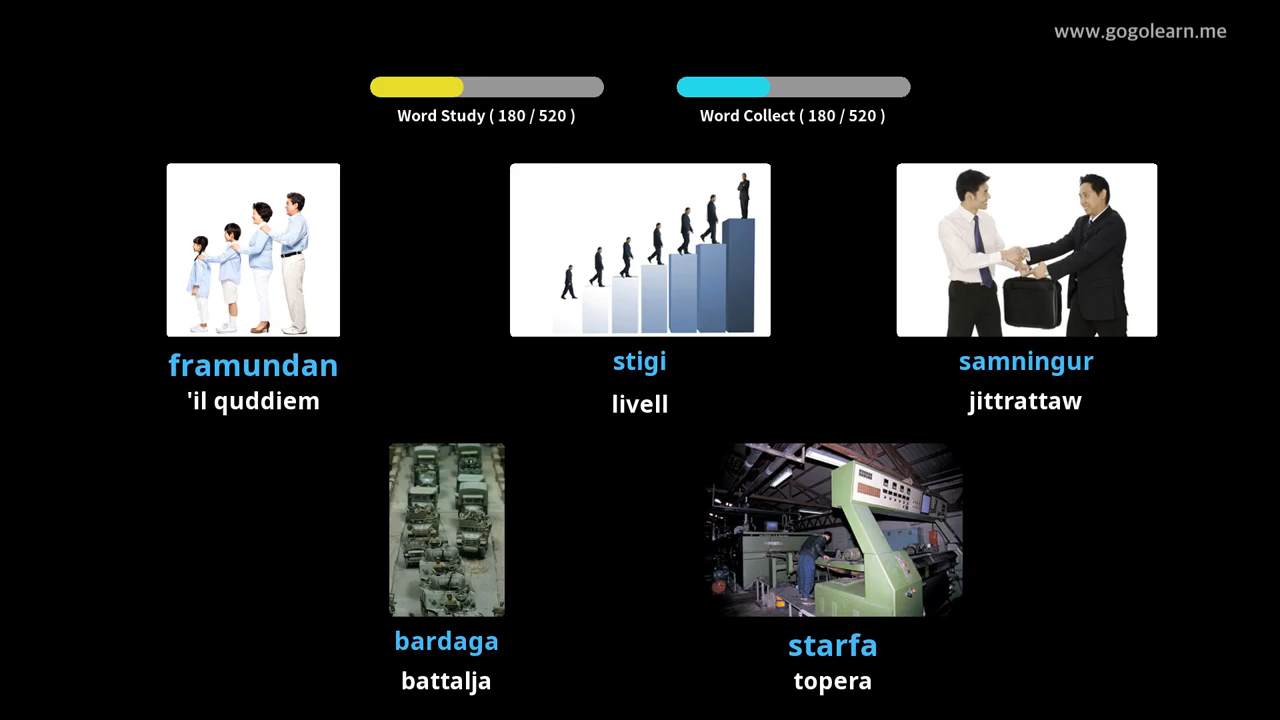 www.gogolearn.me
Word Study ( 180 / 520 )
Word Collect ( 180 / 520 )
framundan
'il quddiem
stigi
livell
samningur
jittrattaw
bardaga
battalja
starfa
topera